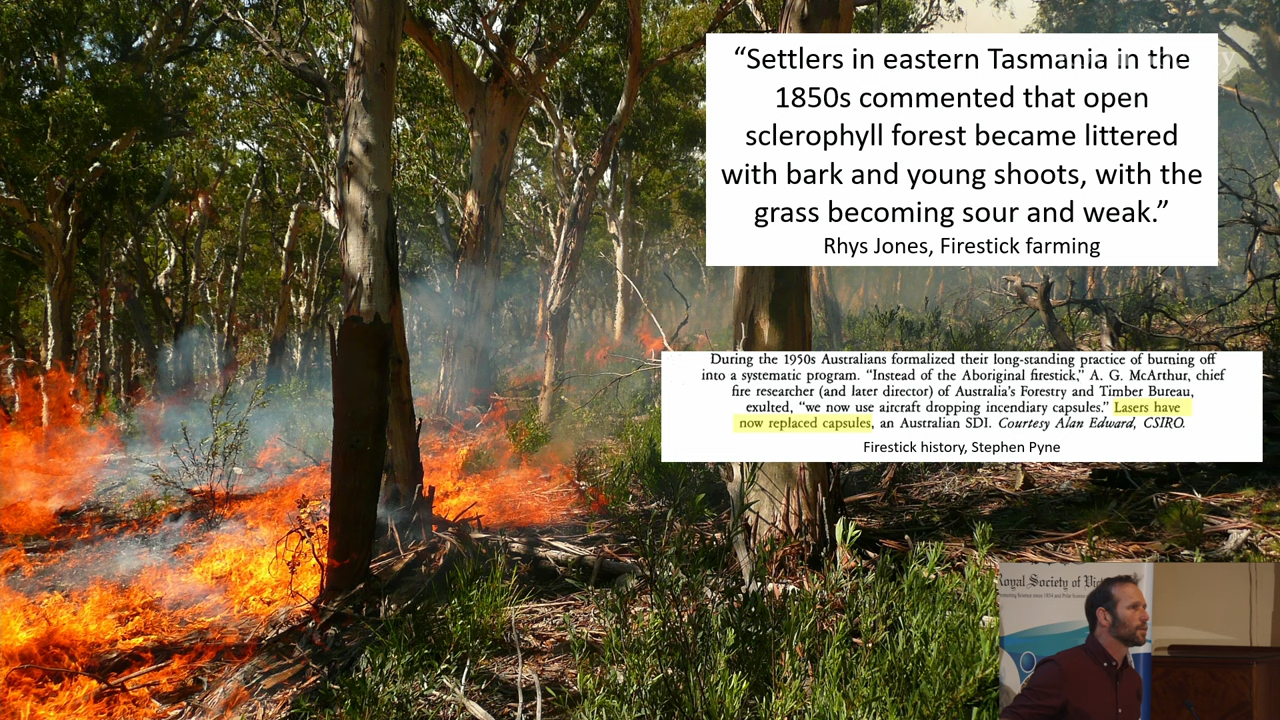 “Settlers in eastern Tasmania in the
1850s commented that open
sclerophyll forest became littered
with bark and young shoots, with the
grass becoming sour and weak.”
Rhys Jones, Firestick farming
During the 1950s Australians formalized their long-standing practice of burning off
into a systematic program. “Instead of the Aboriginal firestick,” A. G. McArthur, chief
fire researcher (and later director) of Australia’s Forestry and Timber Bureau,
exulted, “we now use aircraft dropping incendiary capsules.” Lasers have
now replaced capsules, an Australian SDI. Courtesy Alan Edward, CSIRO.
Firestick history, Stephen Pyne
Royal Society of Vic